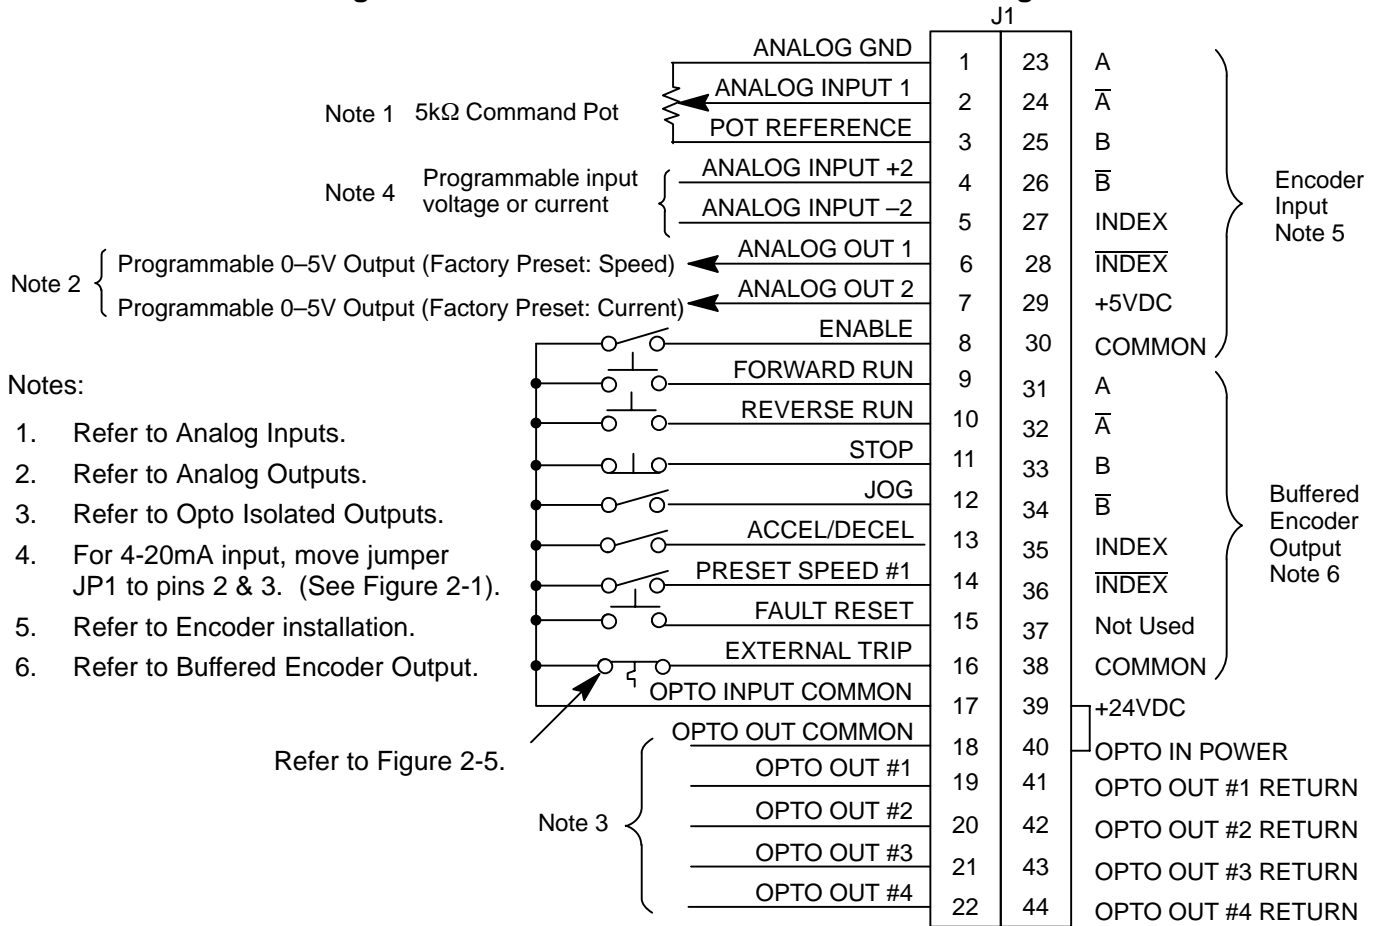 J1
ANALOG GND 1 23 A
Note 1 5kΩ Command Pot ANALOG INPUT 1 2 24 A̅
POT REFERENCE 3 25 B
Note 4 Programmable input voltage or current
ANALOG INPUT +2 4 26 B̅
ANALOG INPUT –2 5 27 INDEX
Encoder
Input
Note 5
Note 2
Programmable 0–5V Output (Factory Preset: Speed) ANALOG OUT 1 6 28 I̅N̅D̅E̅X̅
Programmable 0–5V Output (Factory Preset: Current) ANALOG OUT 2 7 29 +5VDC
ENABLE 8 30 COMMON
FORWARD RUN 9 31 A
REVERSE RUN 10 32 A̅
STOP 11 33 B
JOG 12 34 B̅
ACCEL/DECEL 13 35 INDEX
PRESET SPEED #1 14 36 I̅N̅D̅E̅X̅
FAULT RESET 15 37 Not Used
EXTERNAL TRIP 16 38 COMMON
Buffered
Encoder
Output
Note 6
OPTO INPUT COMMON 17 39 +24VDC
OPTO OUT COMMON 18 40 OPTO IN POWER
OPTO OUT #1 19 41 OPTO OUT #1 RETURN
OPTO OUT #2 20 42 OPTO OUT #2 RETURN
OPTO OUT #3 21 43 OPTO OUT #3 RETURN
OPTO OUT #4 22 44 OPTO OUT #4 RETURN
Note 3
Refer to Figure 2-5.
Notes:
1. Refer to Analog Inputs.
2. Refer to Analog Outputs.
3. Refer to Opto Isolated Outputs.
4. For 4-20mA input, move jumper
JP1 to pins 2 & 3. (See Figure 2-1).
5. Refer to Encoder installation.
6. Refer to Buffered Encoder Output.